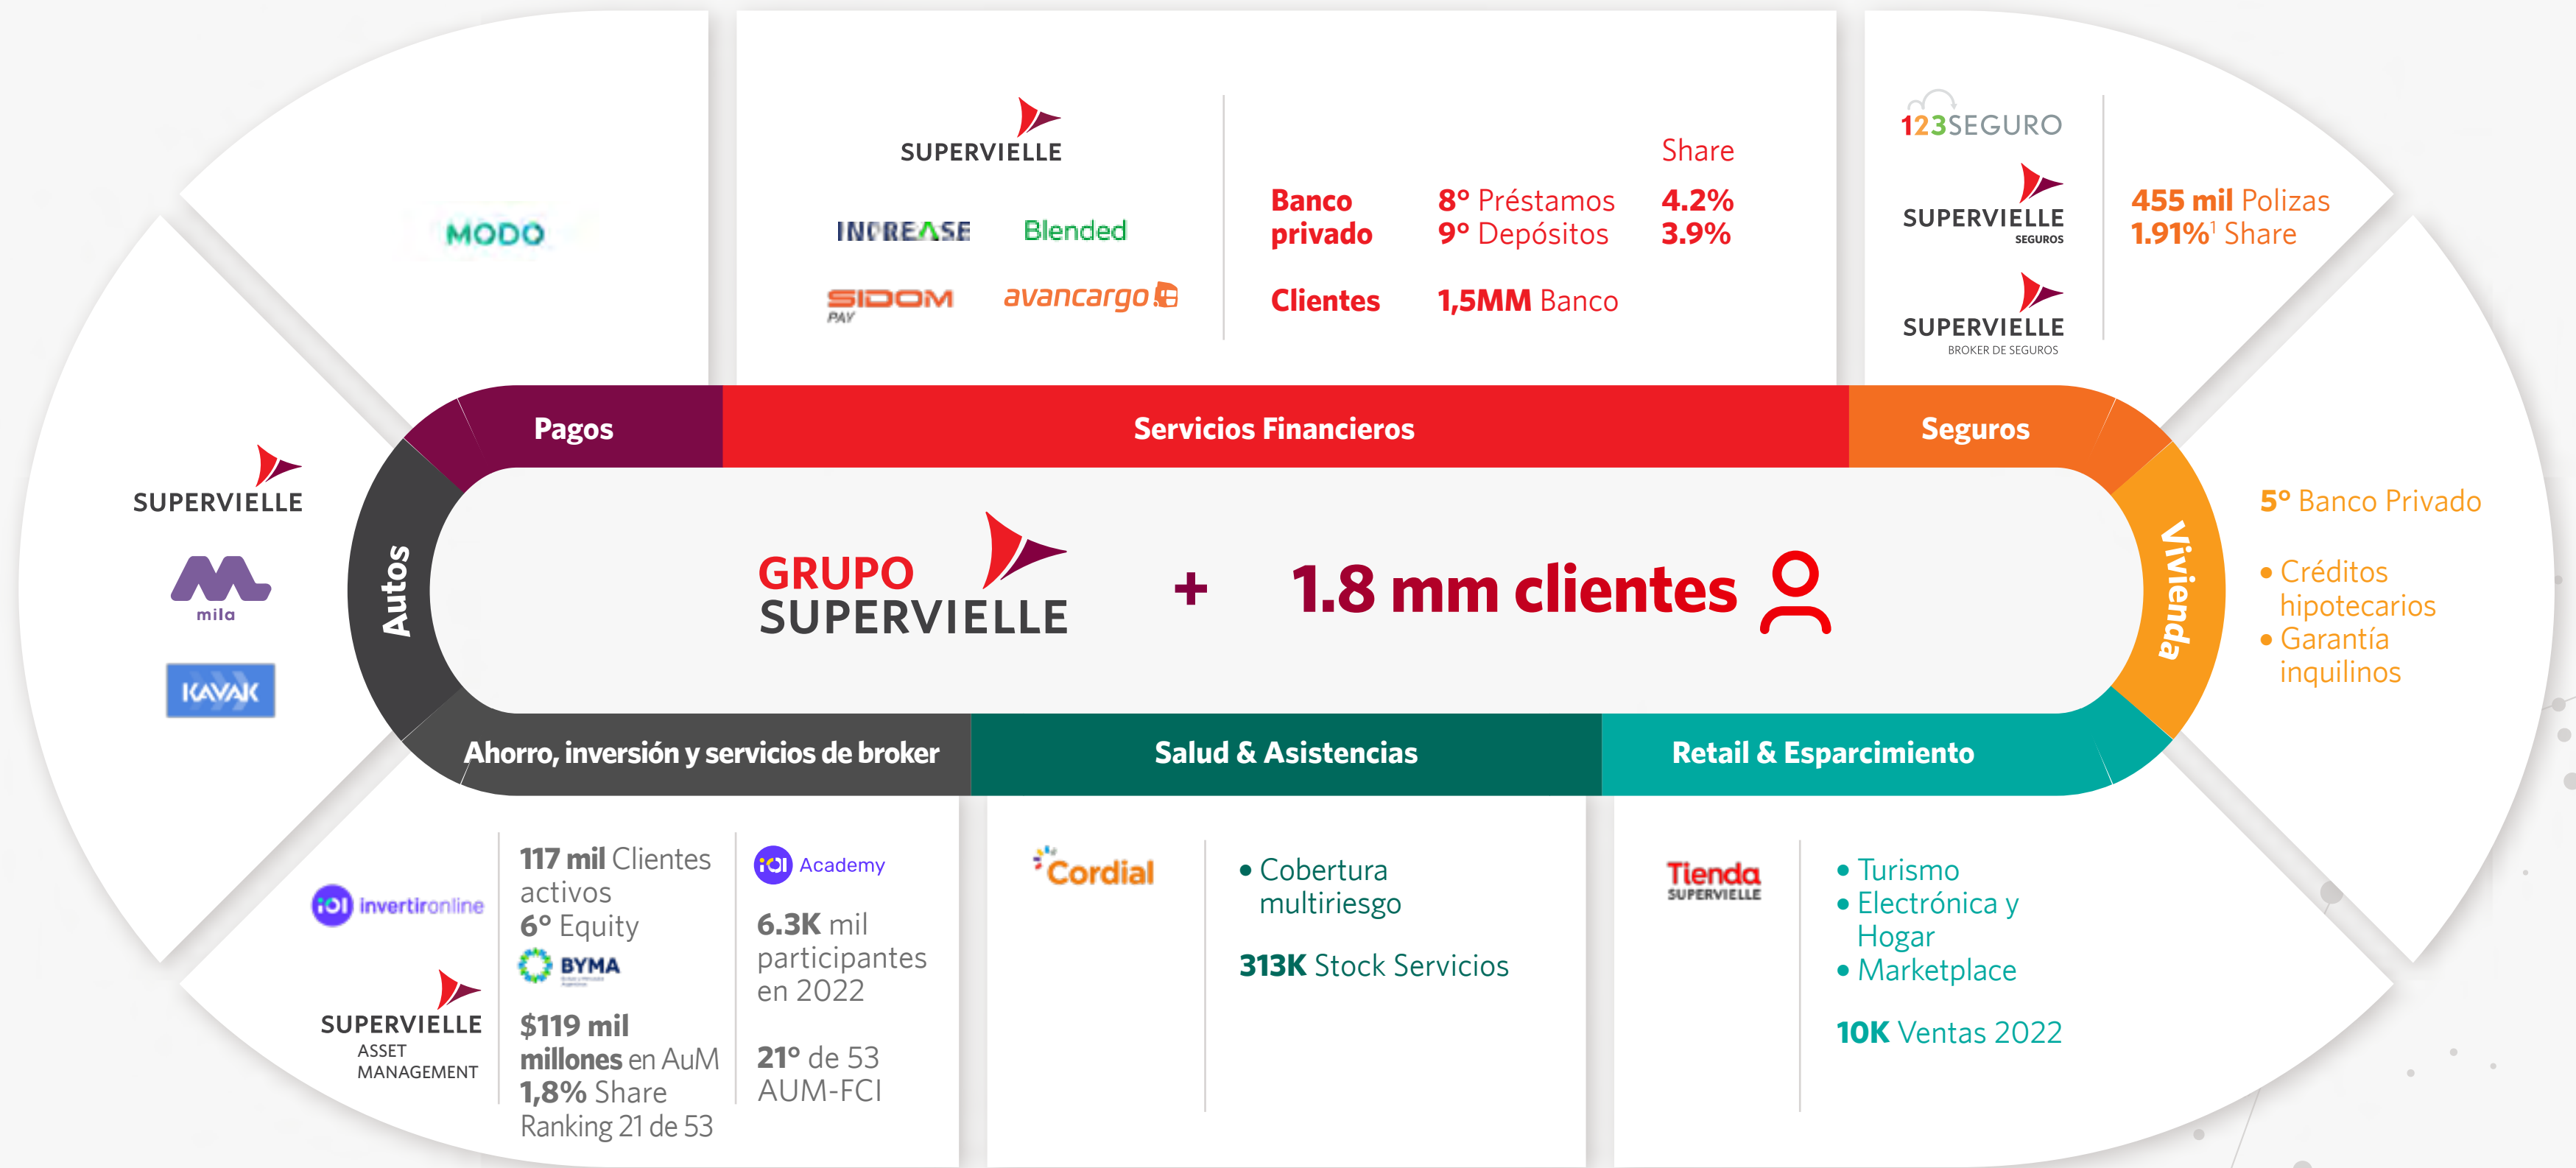 MODO
SUPERVIELLE
INCREASE
Blended
SIDOM
PAY
avancargo
Share
Banco privado
8° Préstamos 4.2%
9° Depósitos 3.9%
Clientes 1,5MM Banco
123SEGURO
SUPERVIELLE
SEGUROS
SUPERVIELLE
BROKER DE SEGUROS
455 mil Polizas
1.91%¹ Share
Pagos
Servicios Financieros
Seguros
SUPERVIELLE
mila
KAVAK
Autos
GRUPO
SUPERVIELLE
+ 1.8 mm clientes
Vivienda
5° Banco Privado
• Créditos
hipotecarios
• Garantía
inquilinos
Ahorro, inversión y servicios de broker
Salud & Asistencias
Retail & Esparcimiento
iol invertironline
SUPERVIELLE
ASSET
MANAGEMENT
117 mil Clientes
activos
6° Equity
BYMA
$119 mil
millones en AuM
1,8% Share
Ranking 21 de 53
iol Academy
6.3K mil
participantes
en 2022
21° de 53
AUM-FCI
Cordial
• Cobertura
multiriesgo
313K Stock Servicios
Tienda
SUPERVIELLE
• Turismo
• Electrónica y
Hogar
• Marketplace
10K Ventas 2022